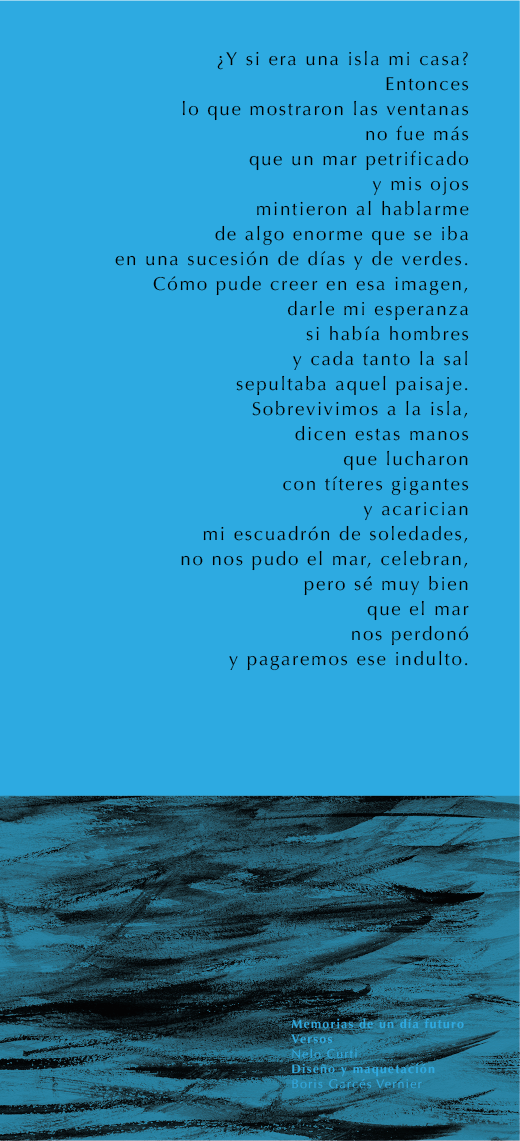 ¿Y si era una isla mi casa?
Entonces
lo que mostraron las ventanas
no fue más
que un mar petrificado
y mis ojos
mintieron al hablarme
de algo enorme que se iba
en una sucesión de días y de verdes.
Cómo pude creer en esa imagen,
darle mi esperanza
si había hombres
y cada tanto la sal
sepultaba aquel paisaje.
Sobrevivimos a la isla,
dicen estas manos
que lucharon
con títeres gigantes
y acarician
mi escuadrón de soledades,
no nos pudo el mar, celebran,
pero sé muy bien
que el mar
nos perdonó
y pagaremos ese indulto.
Memorias de un día futuro
Versos
Nelo Curti
Diseño y maquetación
Boris Garcés Vernier